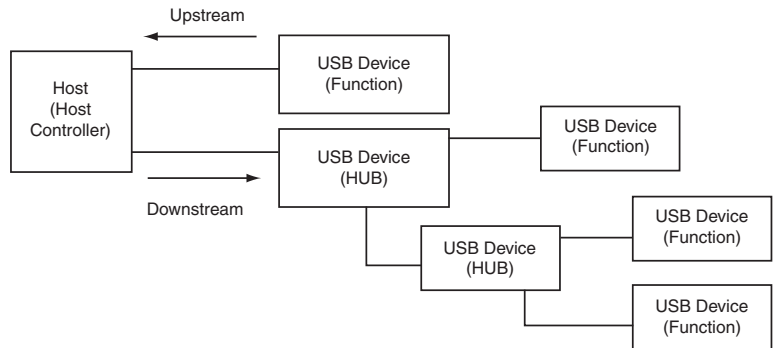 Upstream
USB Device
(Function)
Host
(Host
Controller)
USB Device
(Function)
USB Device
(HUB)
Downstream
USB Device
(Function)
USB Device
(HUB)
USB Device
(Function)